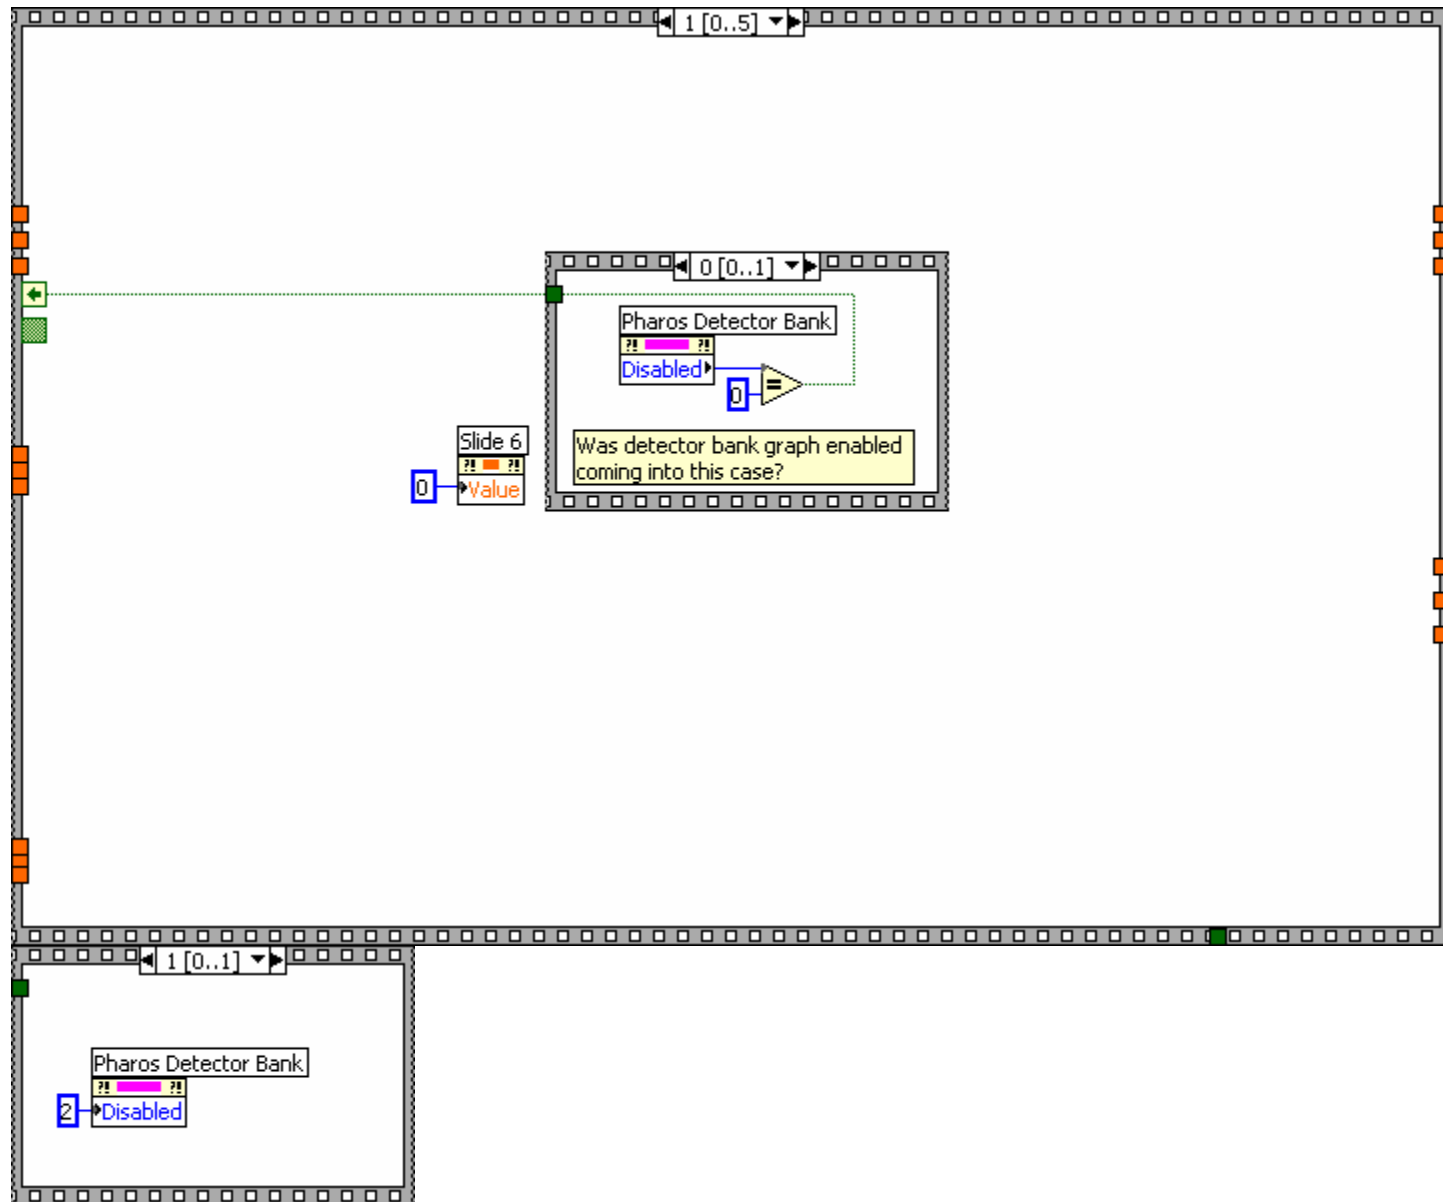 1 [0..5]
0 [0..1]
Pharos Detector Bank
?! ?!
Disabled
0
=
Was detector bank graph enabled
coming into this case?
Slide 6
?! ?!
0
Value
1 [0..1]
Pharos Detector Bank
?! ?!
2
Disabled